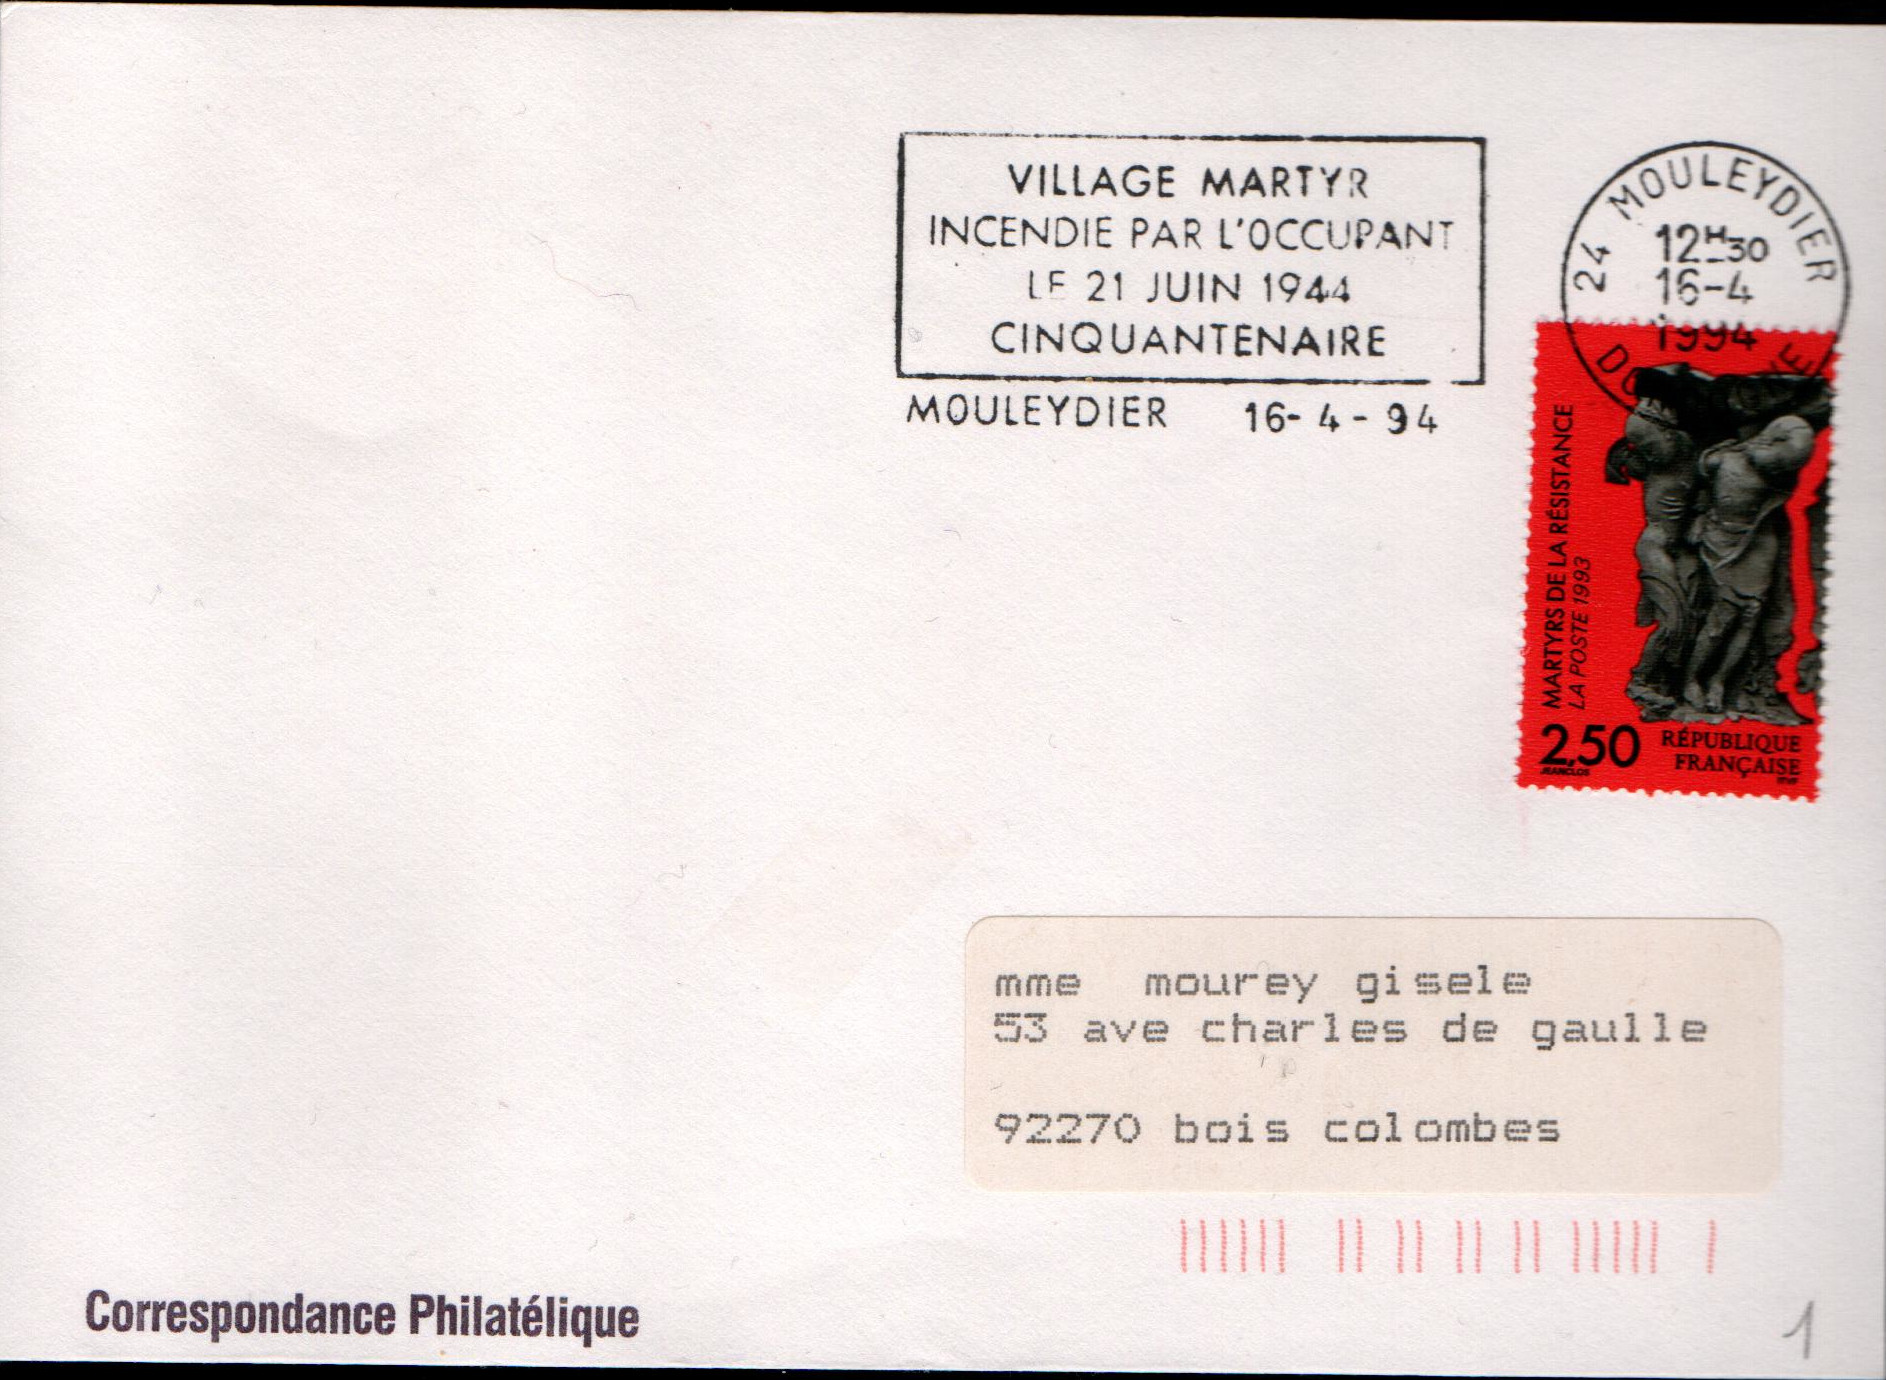 VILLAGE MARTYR
INCENDIE PAR L'OCCUPANT
LE 21 JUIN 1944
CINQUANTENAIRE
MOULEYDIER 16-4-94
24 MOULEYDIER
12H30
16-4
1994
MARTYRS DE LA RÉSISTANCE
LA POSTE 1993
2,50
JEANCLOS
RÉPUBLIQUE
FRANÇAISE
mme mourey gisele
53 ave charles de gaulle
92270 bois colombes
Correspondance Philatélique
1